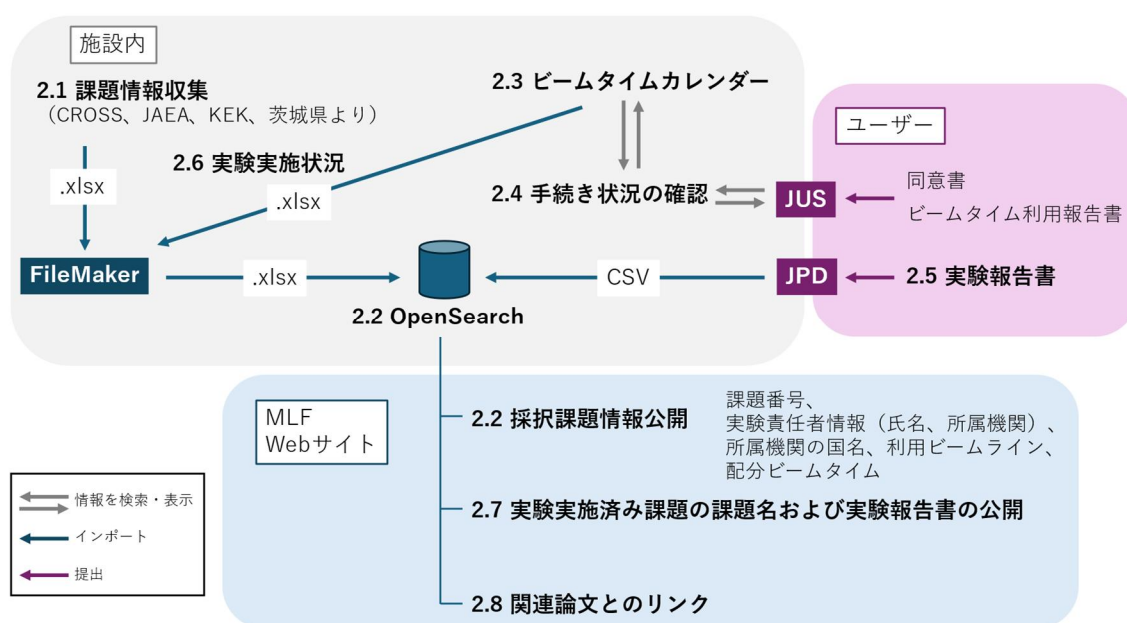 施設内
2.1 課題情報収集
（CROSS、JAEA、KEK、茨城県より）
.xlsx
2.3 ビームタイムカレンダー
2.6 実験実施状況
.xlsx
2.4 手続き状況の確認
ユーザー
JUS
同意書
ビームタイム利用報告書
FileMaker
.xlsx
2.2 OpenSearch
CSV
JPD
2.5 実験報告書
MLF
Webサイト
2.2 採択課題情報公開
課題番号、
実験責任者情報（氏名、所属機関）、
所属機関の国名、利用ビームライン、
配分ビームタイム
2.7 実験実施済み課題の課題名および実験報告書の公開
2.8 関連論文とのリンク
情報を検索・表示
インポート
提出